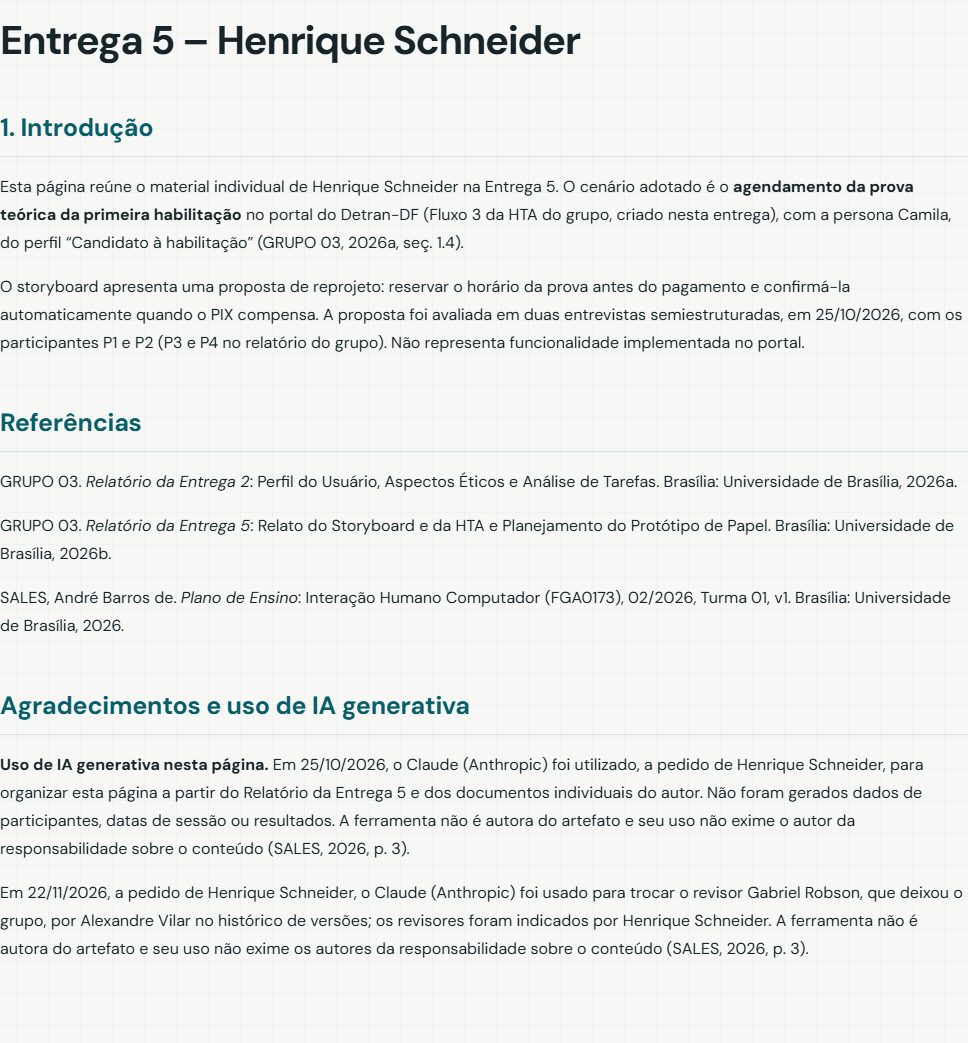 Entrega 5 – Henrique Schneider
1. Introdução
Esta página reúne o material individual de Henrique Schneider na Entrega 5. O cenário adotado é o agendamento da prova
teórica da primeira habilitação no portal do Detran-DF (Fluxo 3 da HTA do grupo, criado nesta entrega), com a persona Camila,
do perfil “Candidato à habilitação” (GRUPO 03, 2026a, seç. 1.4).
O storyboard apresenta uma proposta de reprojeto: reservar o horário da prova antes do pagamento e confirmá-la
automaticamente quando o PIX compensa. A proposta foi avaliada em duas entrevistas semiestruturadas, em 25/10/2026, com os
participantes P1 e P2 (P3 e P4 no relatório do grupo). Não representa funcionalidade implementada no portal.
Referências
GRUPO 03. Relatório da Entrega 2: Perfil do Usuário, Aspectos Éticos e Análise de Tarefas. Brasília: Universidade de Brasília, 2026a.
GRUPO 03. Relatório da Entrega 5: Relato do Storyboard e da HTA e Planejamento do Protótipo de Papel. Brasília: Universidade de
Brasília, 2026b.
SALES, André Barros de. Plano de Ensino: Interação Humano Computador (FGA0173), 02/2026, Turma 01, v1. Brasília: Universidade
de Brasília, 2026.
Agradecimentos e uso de IA generativa
Uso de IA generativa nesta página. Em 25/10/2026, o Claude (Anthropic) foi utilizado, a pedido de Henrique Schneider, para
organizar esta página a partir do Relatório da Entrega 5 e dos documentos individuais do autor. Não foram gerados dados de
participantes, datas de sessão ou resultados. A ferramenta não é autora do artefato e seu uso não exime o autor da
responsabilidade sobre o conteúdo (SALES, 2026, p. 3).
Em 22/11/2026, a pedido de Henrique Schneider, o Claude (Anthropic) foi usado para trocar o revisor Gabriel Robson, que deixou o
grupo, por Alexandre Vilar no histórico de versões; os revisores foram indicados por Henrique Schneider. A ferramenta não é
autora do artefato e seu uso não exime os autores da responsabilidade sobre o conteúdo (SALES, 2026, p. 3).